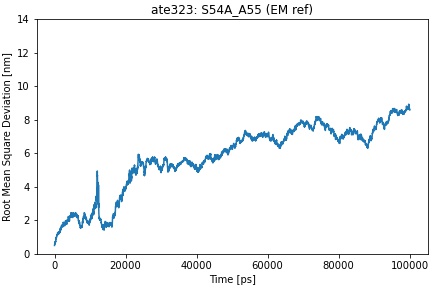 ate323: S54A_A55 (EM ref)
Root Mean Square Deviation [nm]
14
12
10
8
6
4
2
0
0 20000 40000 60000 80000 100000
Time [ps]